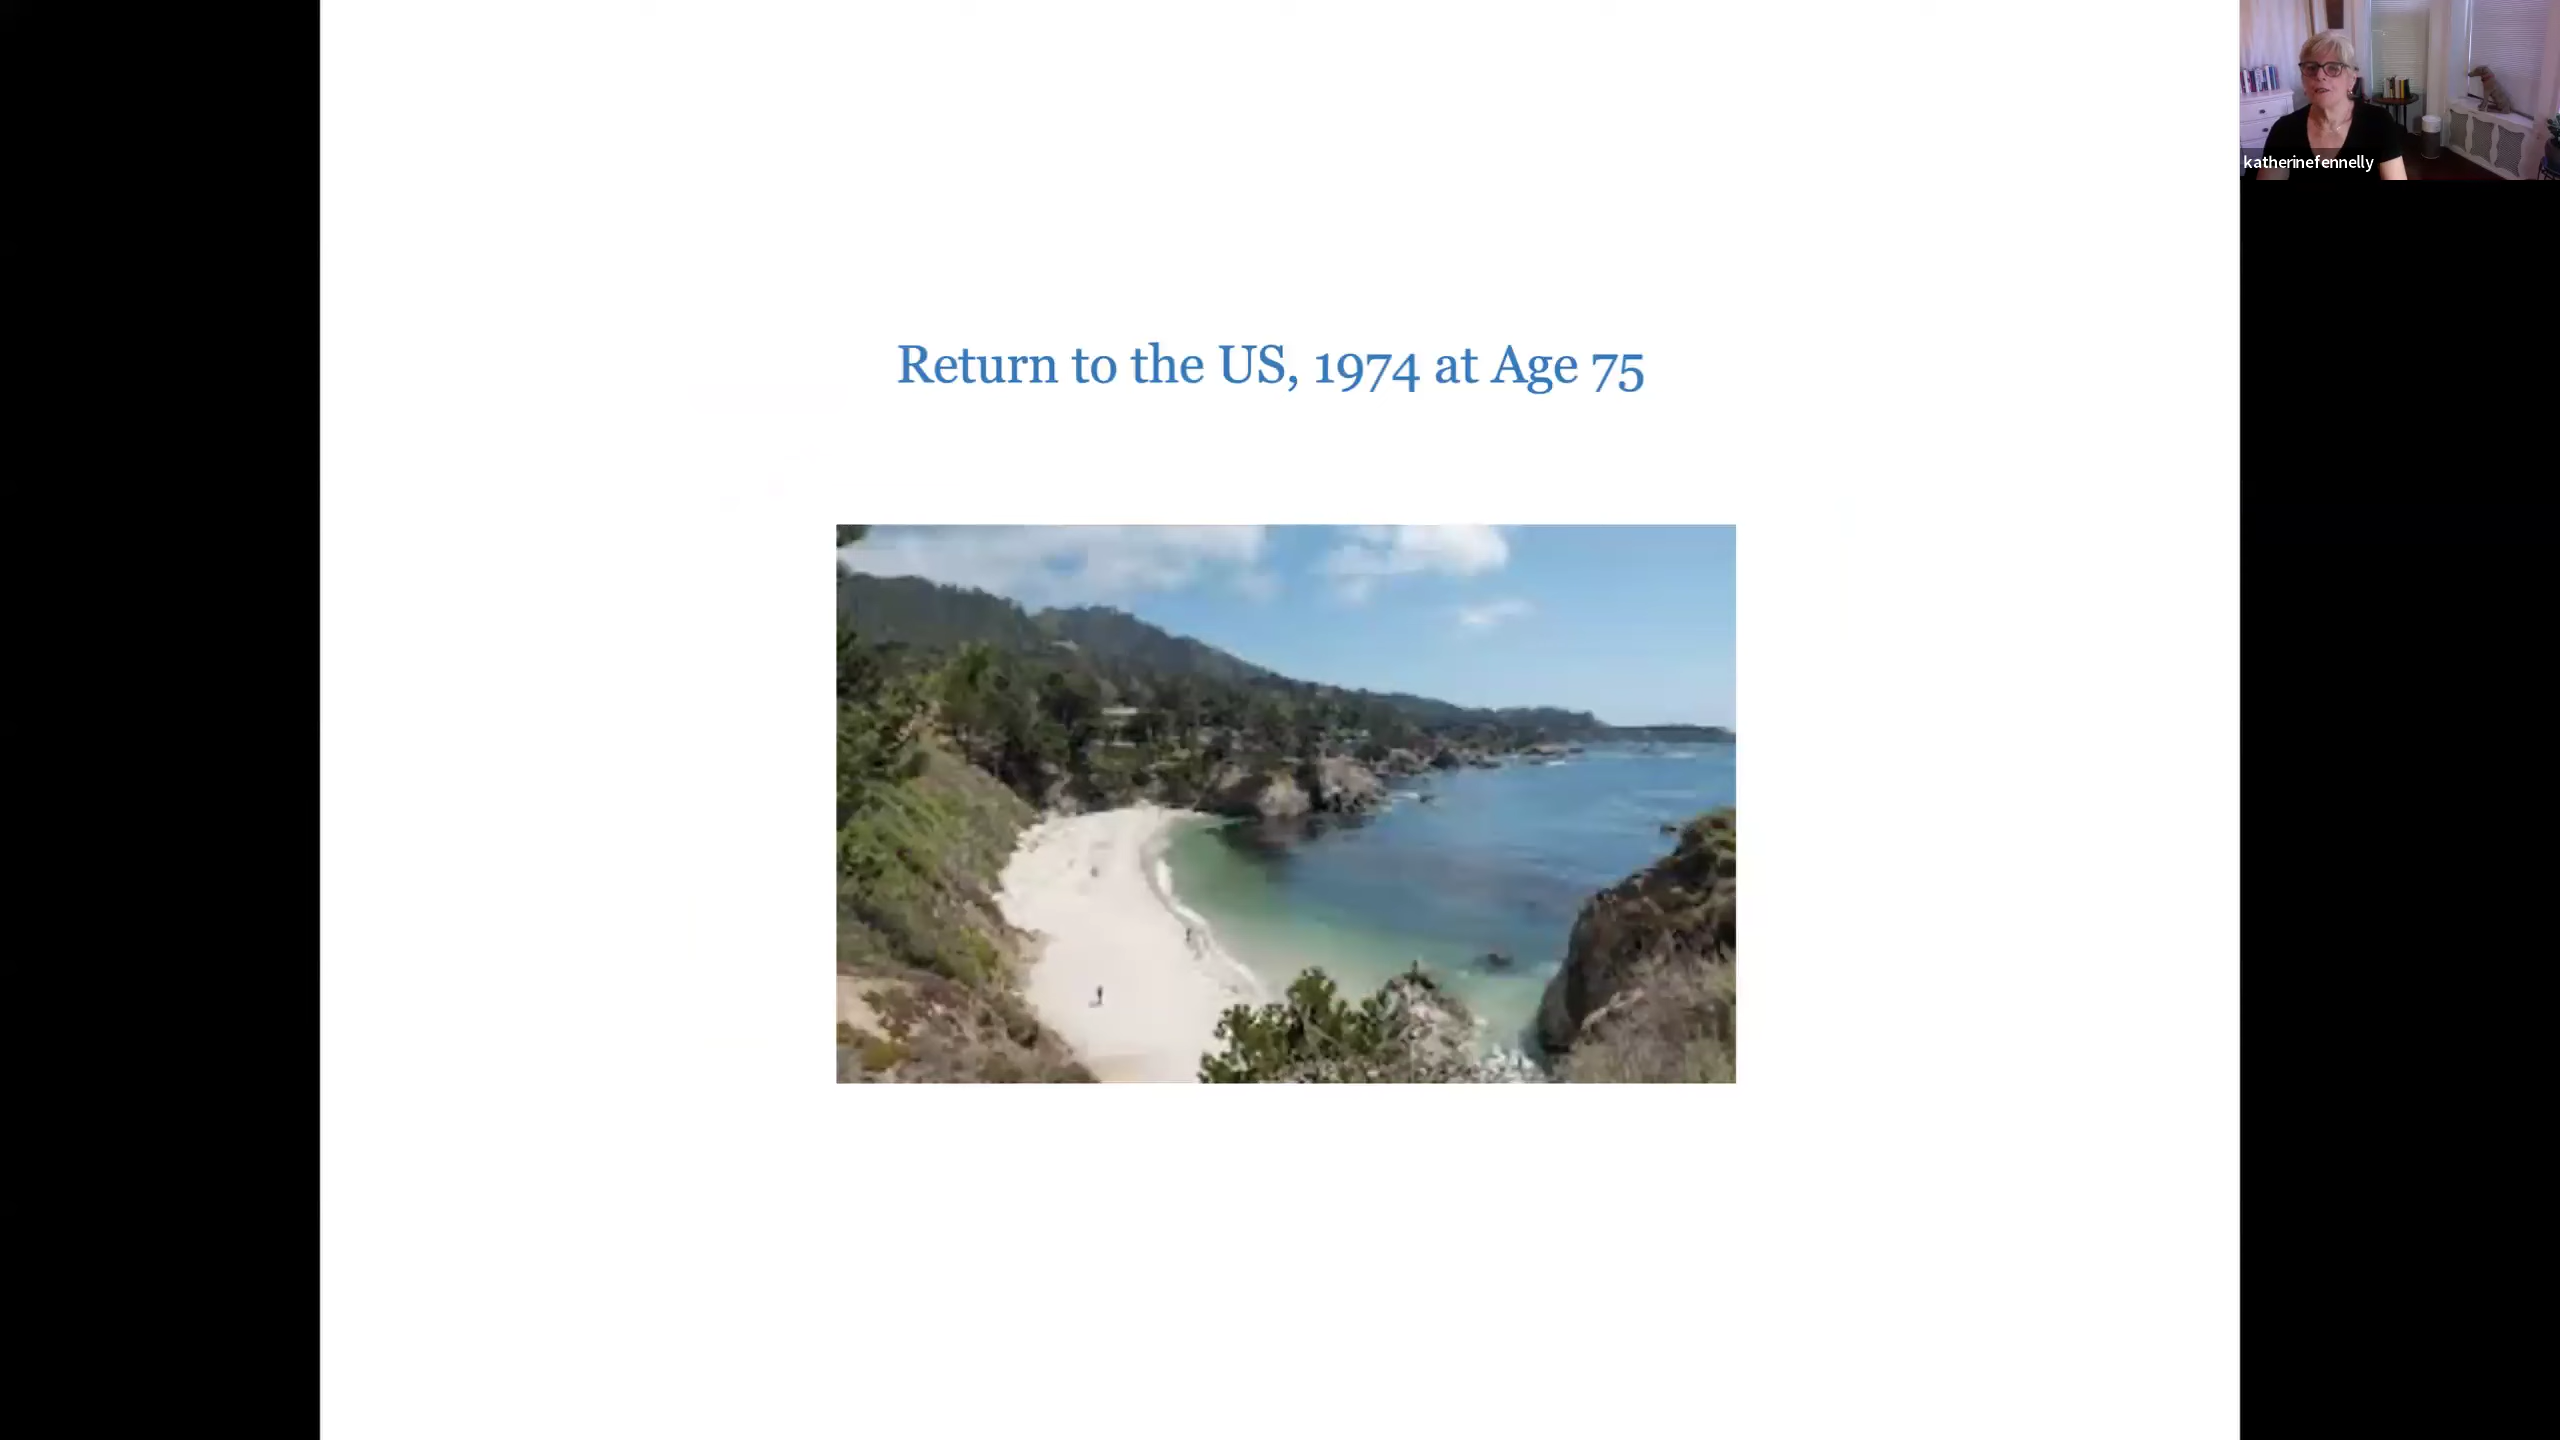 Return to the US, 1974 at Age 75
katherinefennelly